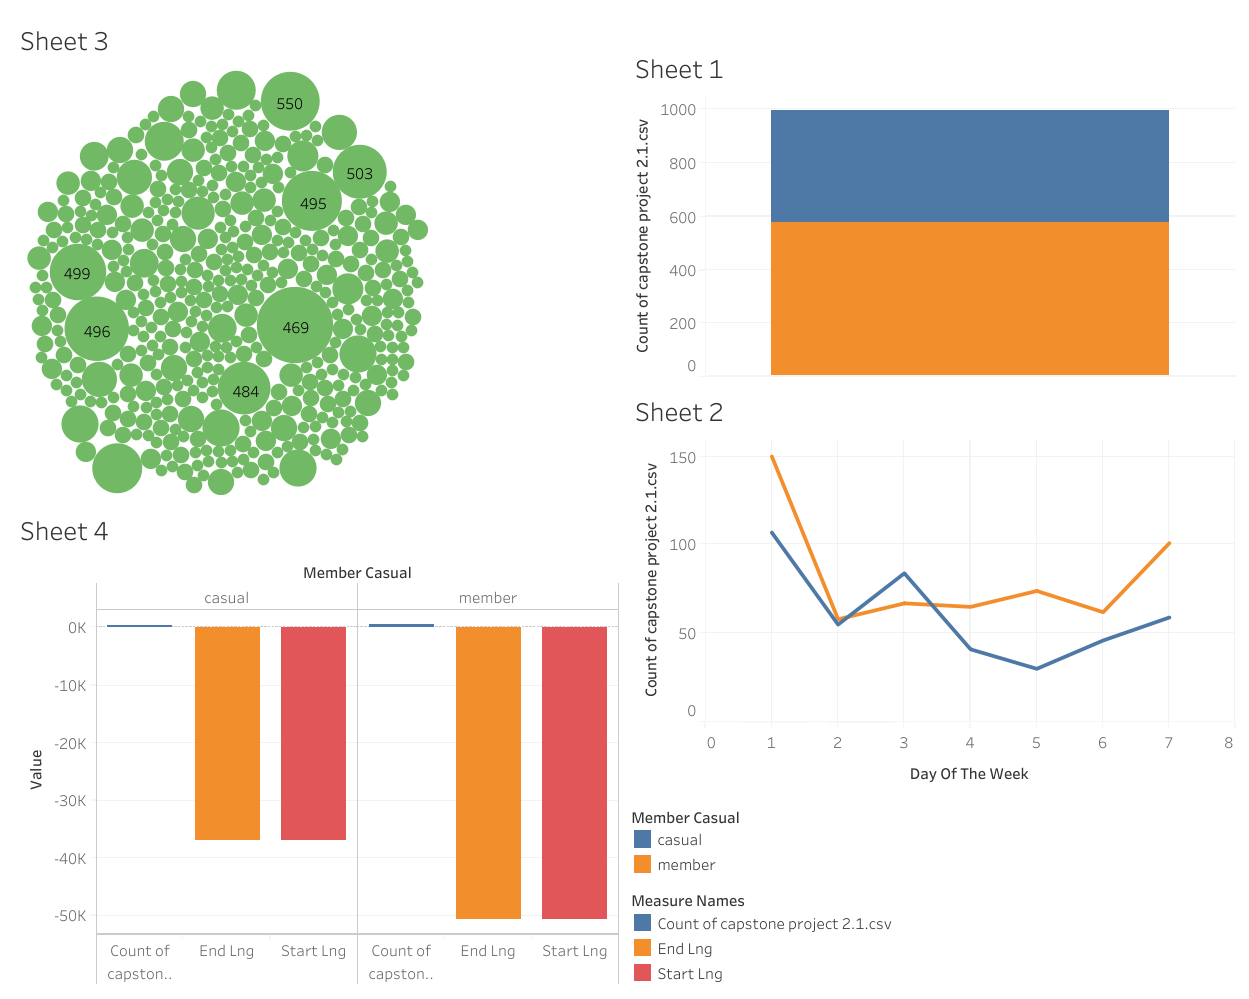 Sheet 3
550
503
495
499
496
469
484
Sheet 1
Count of capstone project 2.1.csv
1000
800
600
400
200
0
Sheet 2
Count of capstone project 2.1.csv
150
100
50
0
0 1 2 3 4 5 6 7 8
Day Of The Week
Sheet 4
Member Casual
casual member
Value
0K
-10K
-20K
-30K
-40K
-50K
Count of capston.. End Lng Start Lng Count of capston.. End Lng Start Lng
Member Casual
casual
member
Measure Names
Count of capstone project 2.1.csv
End Lng
Start Lng